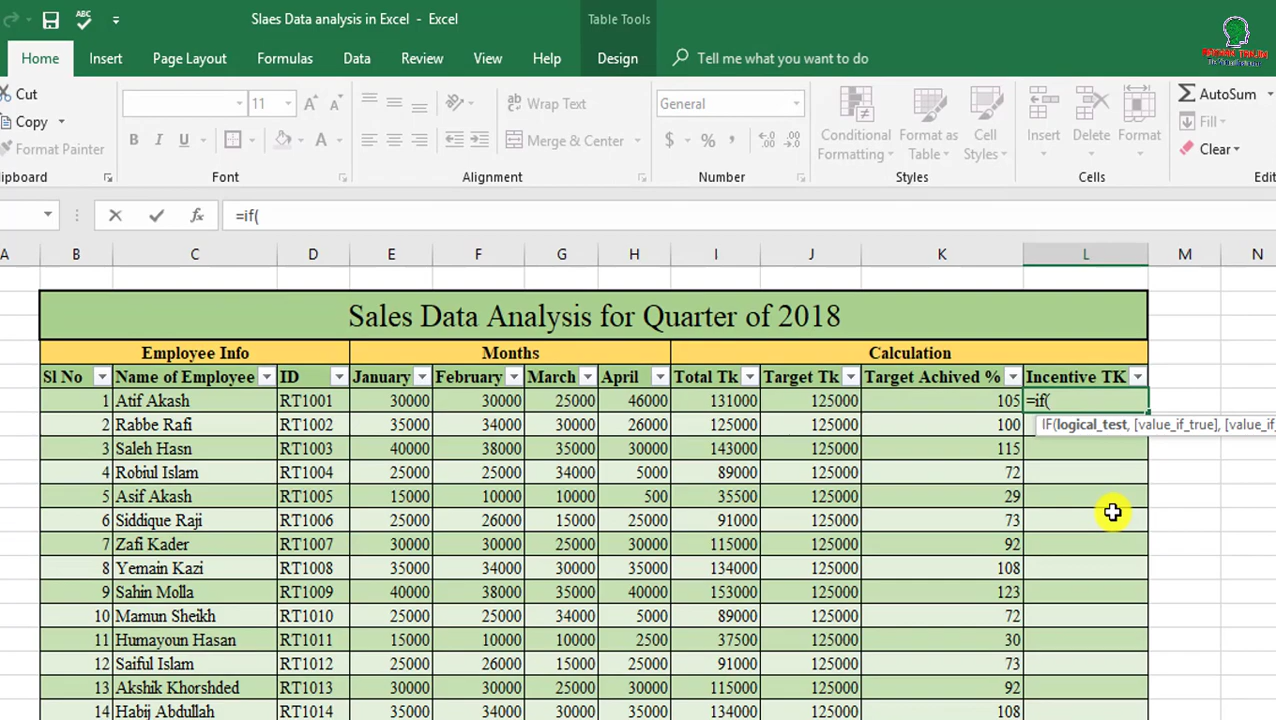 Slaes Data analysis in Excel - Excel
Table Tools
Home Insert Page Layout Formulas Data Review View Help Design Tell me what you want to do
Cut
Copy
Format Painter
lipboard
11
Font
Wrap Text
Merge & Center
Alignment
General
Number
Conditional Formatting
Format as Table
Cell Styles
Styles
Insert
Delete
Format
Cells
AutoSum
Fill
Clear
Edit
=if(
A B C D E F G H I J K L M N
Sales Data Analysis for Quarter of 2018
Employee Info Months Calculation
Sl No Name of Employee ID January February March April Total Tk Target Tk Target Achived % Incentive TK
1 Atif Akash RT1001 30000 30000 25000 46000 131000 125000 105 =if(
IF(logical_test, [value_if_true], [value_if_
2 Rabbe Rafi RT1002 35000 34000 30000 26000 125000 125000 100
3 Saleh Hasn RT1003 40000 38000 35000 30000 143000 125000 115
4 Robiul Islam RT1004 25000 25000 34000 5000 89000 125000 72
5 Asif Akash RT1005 15000 10000 10000 500 35500 125000 29
6 Siddique Raji RT1006 25000 26000 15000 25000 91000 125000 73
7 Zafi Kader RT1007 30000 30000 25000 30000 115000 125000 92
8 Yemain Kazi RT1008 35000 34000 30000 35000 134000 125000 108
9 Sahin Molla RT1009 40000 38000 35000 40000 153000 125000 123
10 Mamun Sheikh RT1010 25000 25000 34000 5000 89000 125000 72
11 Humayoun Hasan RT1011 15000 10000 10000 2500 37500 125000 30
12 Saiful Islam RT1012 25000 26000 15000 25000 91000 125000 73
13 Akshik Khorshded RT1013 30000 30000 25000 30000 115000 125000 92
14 Habij Abdullah RT1014 35000 34000 30000 35000 134000 125000 108